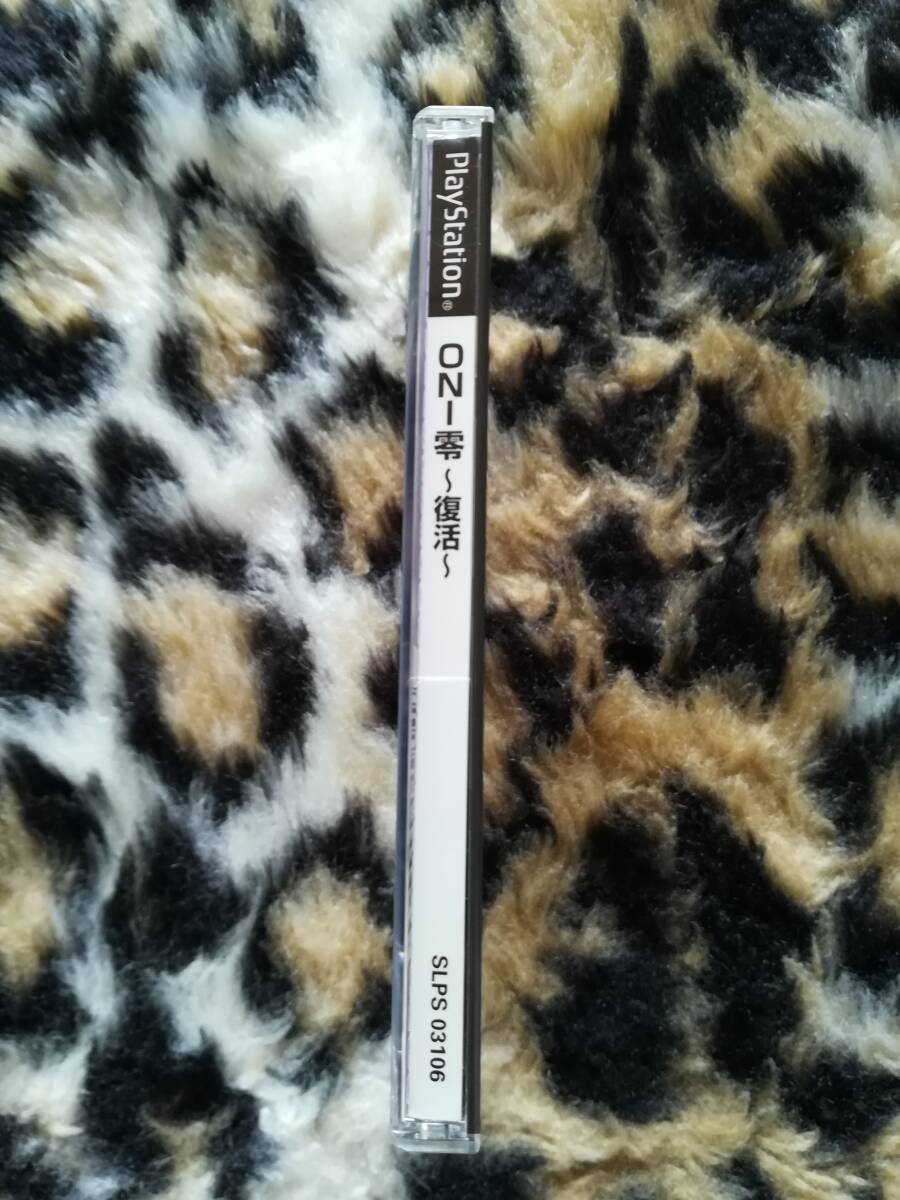 PlayStation®
ONI零～復活～
SLPS 03106